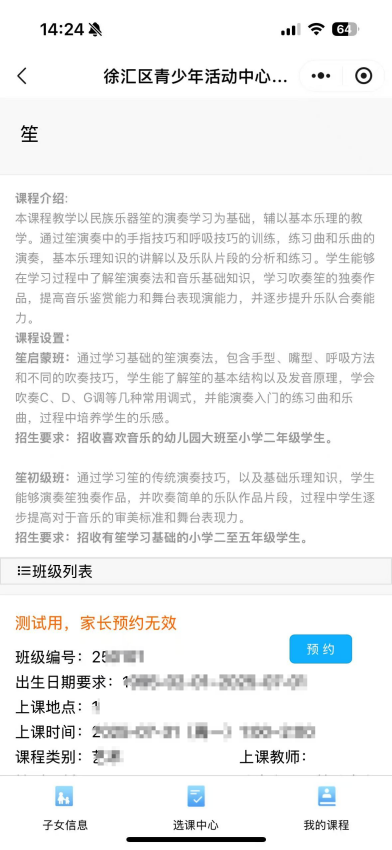 14:24
64
徐汇区青少年活动中心...
笙
课程介绍:
本课程教学以民族乐器笙的演奏学习为基础，辅以基本乐理的教
学。通过笙演奏中的手指技巧和呼吸技巧的训练，练习曲和乐曲的
演奏，基本乐理知识的讲解以及乐队片段的分析和练习。学生能够
在学习过程中了解笙演奏法和音乐基础知识，学习吹奏笙的独奏作
品，提高音乐鉴赏能力和舞台表现演能力，并逐步提升乐队合奏能
力。
课程设置：
笙启蒙班：通过学习基础的笙演奏法，包含手型、嘴型、呼吸方法
和不同的吹奏技巧，学生能了解笙的基本结构以及发音原理，学会
吹奏C、D、G调等几种常用调式，并能演奏入门的练习曲和乐
曲，过程中培养学生的乐感。
招生要求：招收喜欢音乐的幼儿园大班至小学二年级学生。
笙初级班：通过学习笙的传统演奏技巧，以及基础乐理知识，学生
能够演奏笙独奏作品，并吹奏简单的乐队作品片段，过程中学生逐
步提高对于音乐的审美标准和舞台表现力。
招生要求：招收有笙学习基础的小学二至五年级学生。
班级列表
测试用，家长预约无效
预 约
班级编号：
出生日期要求：
上课地点：
上课时间：
课程类别： 上课教师：
子女信息 选课中心 我的课程